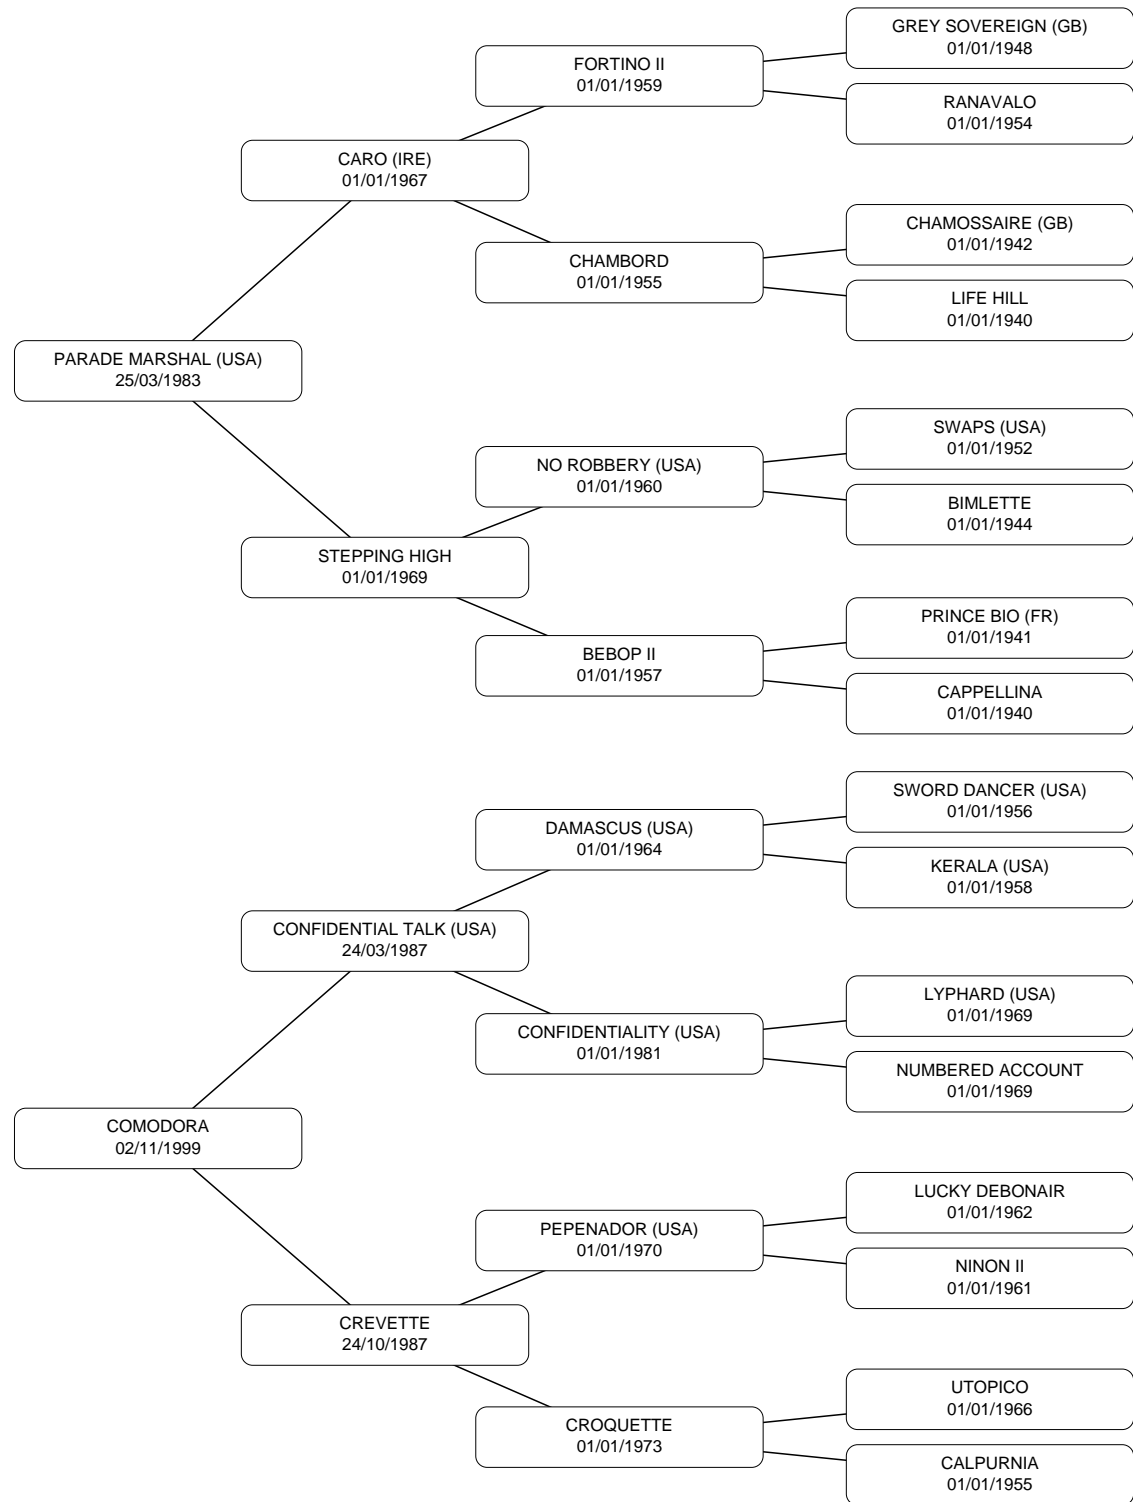 GREY SOVEREIGN (GB)
01/01/1948
FORTINO II
01/01/1959
RANAVALO
01/01/1954
CARO (IRE)
01/01/1967
CHAMOSSAIRE (GB)
01/01/1942
CHAMBORD
01/01/1955
LIFE HILL
01/01/1940
PARADE MARSHAL (USA)
25/03/1983
SWAPS (USA)
01/01/1952
NO ROBBERY (USA)
01/01/1960
BIMLETTE
01/01/1944
STEPPING HIGH
01/01/1969
PRINCE BIO (FR)
01/01/1941
BEBOP II
01/01/1957
CAPPELLINA
01/01/1940
SWORD DANCER (USA)
01/01/1956
DAMASCUS (USA)
01/01/1964
KERALA (USA)
01/01/1958
CONFIDENTIAL TALK (USA)
24/03/1987
LYPHARD (USA)
01/01/1969
CONFIDENTIALITY (USA)
01/01/1981
NUMBERED ACCOUNT
01/01/1969
COMODORA
02/11/1999
LUCKY DEBONAIR
01/01/1962
PEPENADOR (USA)
01/01/1970
NINON II
01/01/1961
CREVETTE
24/10/1987
UTOPICO
01/01/1966
CROQUETTE
01/01/1973
CALPURNIA
01/01/1955